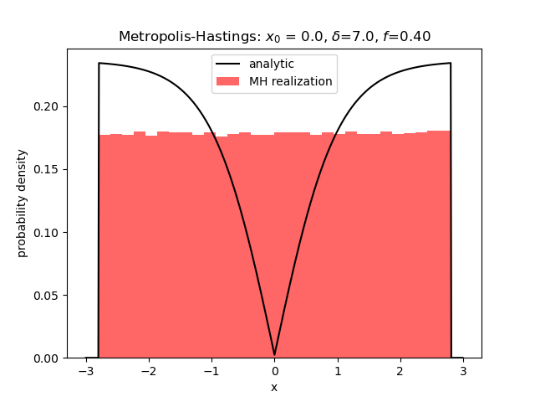 Metropolis-Hastings: x₀ = 0.0, δ=7.0, f=0.40
analytic
MH realization
probability density
0.20
0.15
0.10
0.05
0.00
−3 −2 −1 0 1 2 3
x